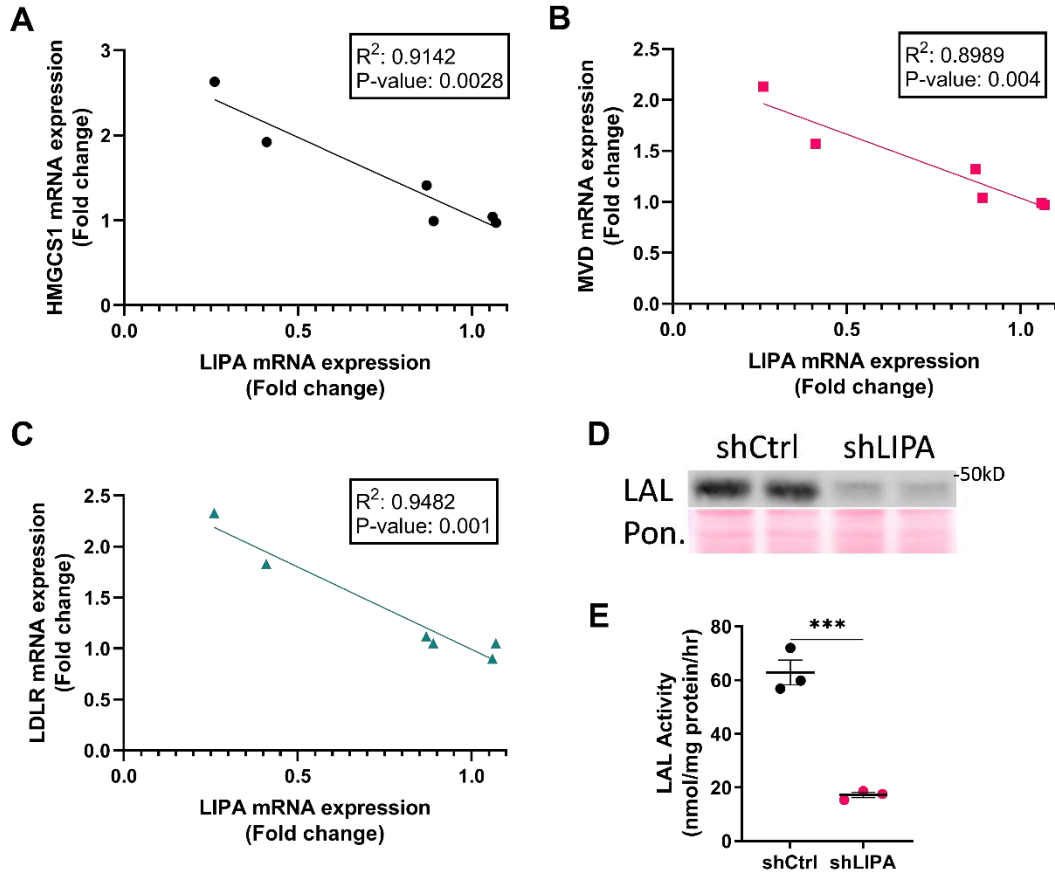 A
R²: 0.9142
P-value: 0.0028
HMGCS1 mRNA expression
(Fold change)
3
2
1
0
0.0
0.5
1.0
LIPA mRNA expression
(Fold change)
B
R²: 0.8989
P-value: 0.004
MVD mRNA expression
(Fold change)
2.5
2.0
1.5
1.0
0.5
0.0
0.0
0.5
1.0
LIPA mRNA expression
(Fold change)
C
R²: 0.9482
P-value: 0.001
LDLR mRNA expression
(Fold change)
2.5
2.0
1.5
1.0
0.5
0.0
0.0
0.5
1.0
LIPA mRNA expression
(Fold change)
D
shCtrl shLIPA
LAL
-50kD
Pon.
E
***
LAL Activity
(nmol/mg protein/hr)
80
60
40
20
0
shCtrl shLIPA